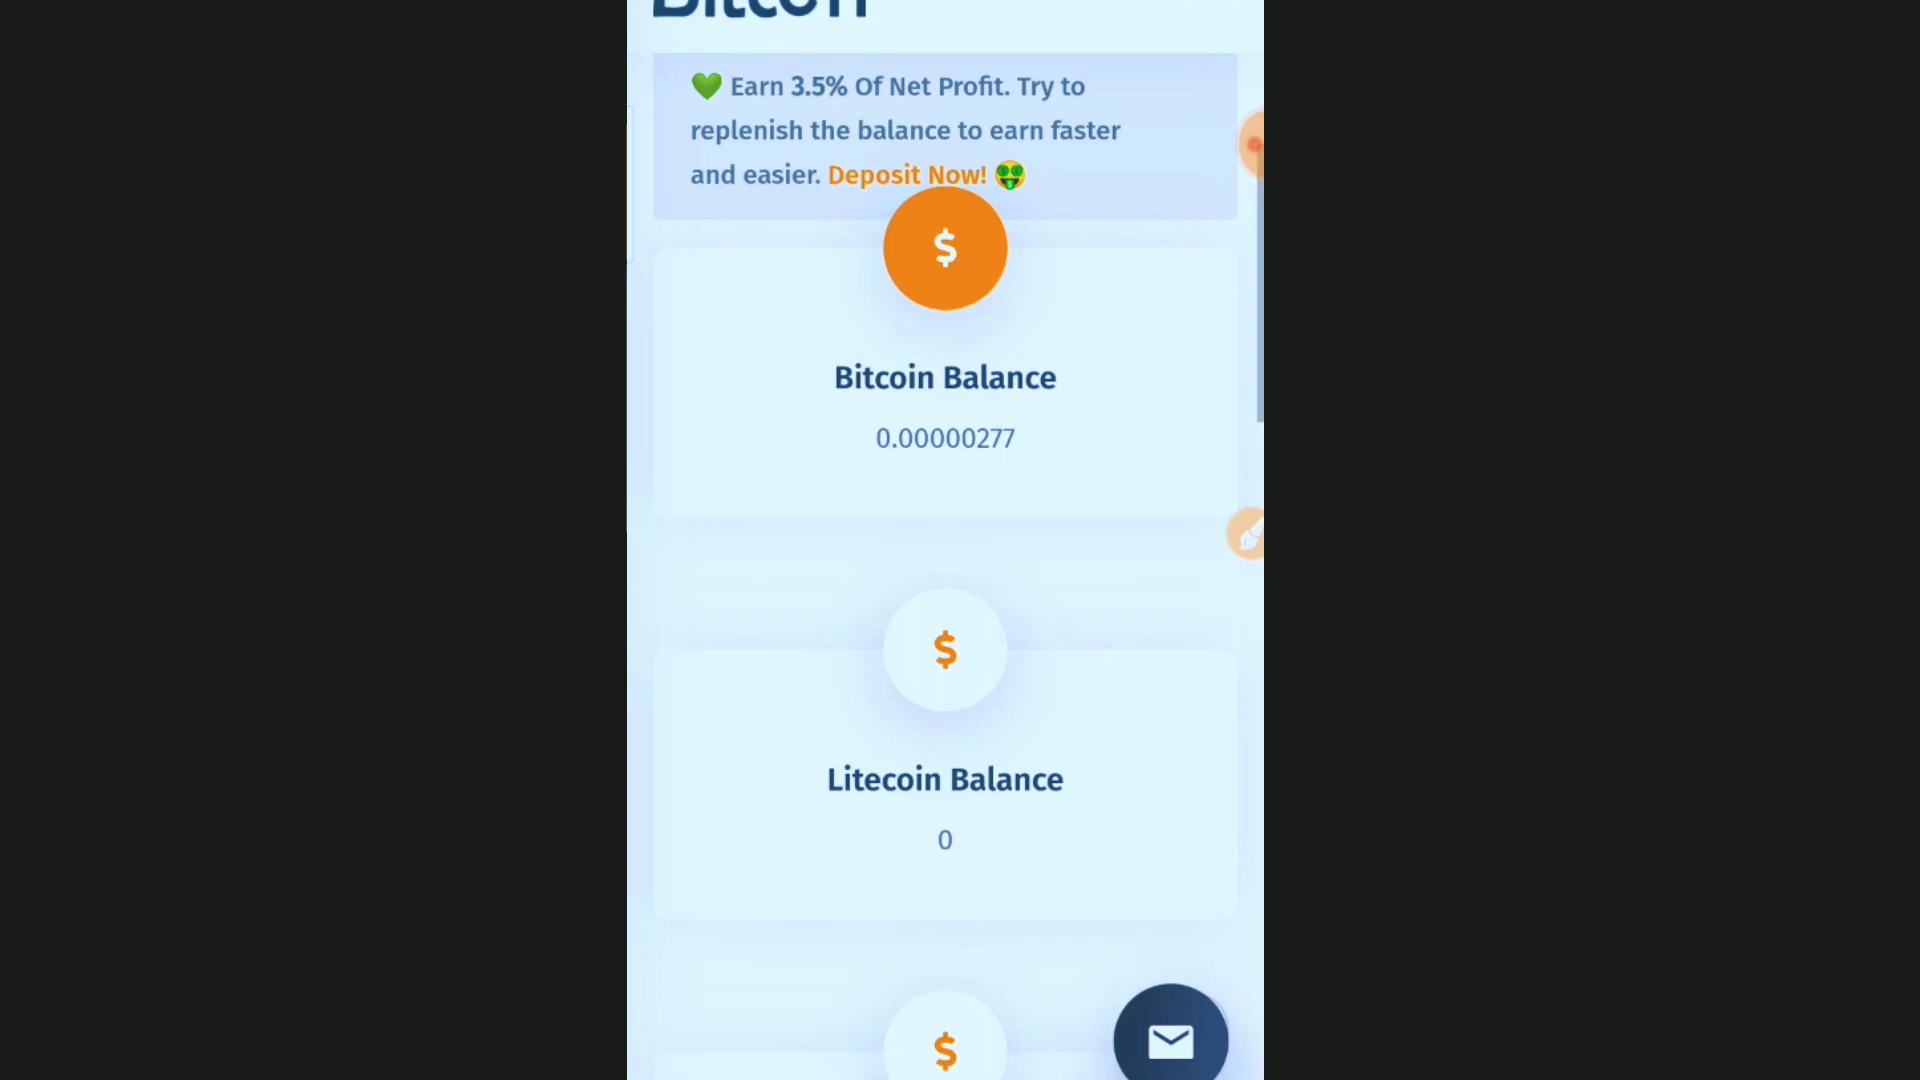 💚 Earn 3.5% Of Net Profit. Try to
replenish the balance to earn faster
and easier. Deposit Now! 🤑
$
Bitcoin Balance
0.00000277
$
Litecoin Balance
0
$